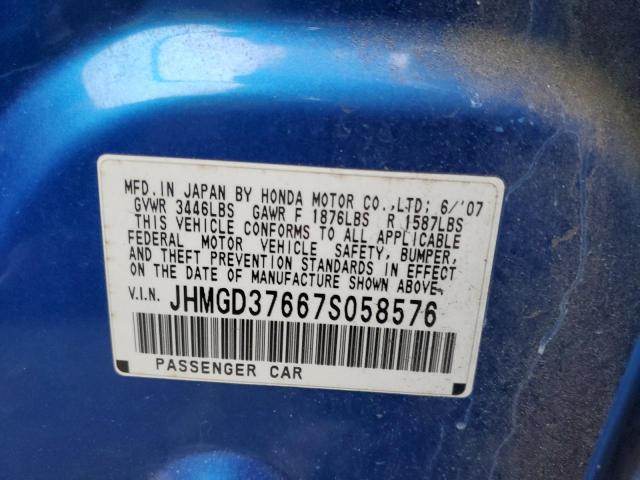 MFD. IN JAPAN BY HONDA MOTOR CO., LTD; 6/'07
GVWR 3446LBS GAWR F 1876LBS R 1587LBS
THIS VEHICLE CONFORMS TO ALL APPLICABLE
FEDERAL MOTOR VEHICLE SAFETY, BUMPER,
AND THEFT PREVENTION STANDARDS IN EFFECT
ON THE DATE OF MANUFACTURE SHOWN ABOVE.
V.I.N. JHMGD37667S058576
PASSENGER CAR